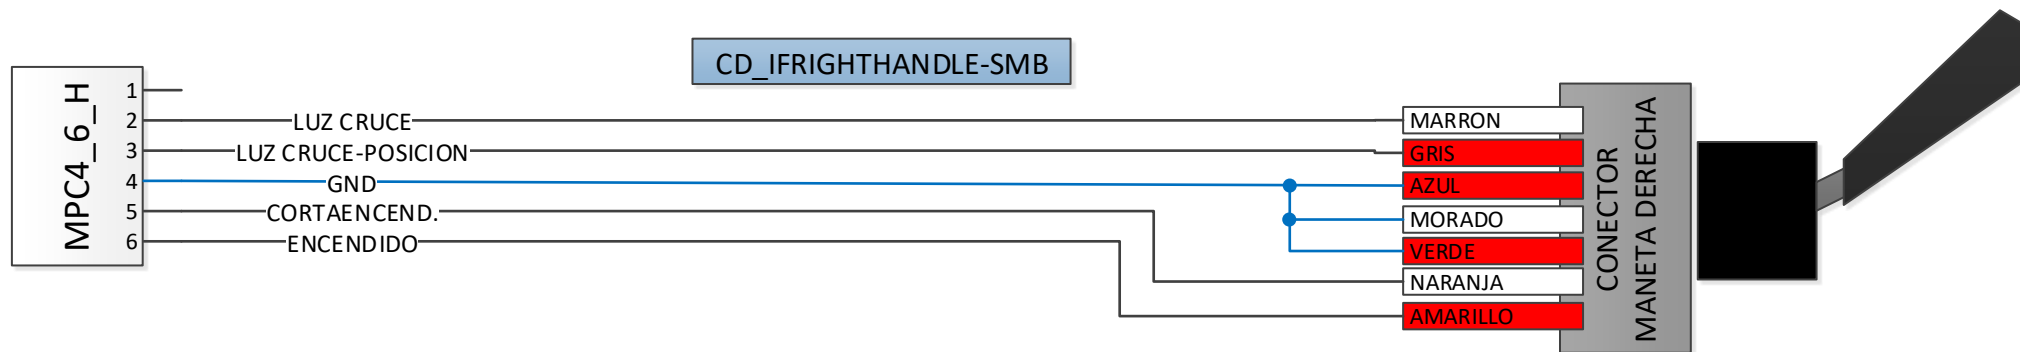 CD_IFRIGHTHANDLE-SMB
MPC4_6_H
1
2
3
4
5
6
LUZ CRUCE
LUZ CRUCE-POSICION
GND
CORTAENCEND.
ENCENDIDO
MARRON
GRIS
AZUL
MORADO
VERDE
NARANJA
AMARILLO
CONECTOR
MANETA DERECHA